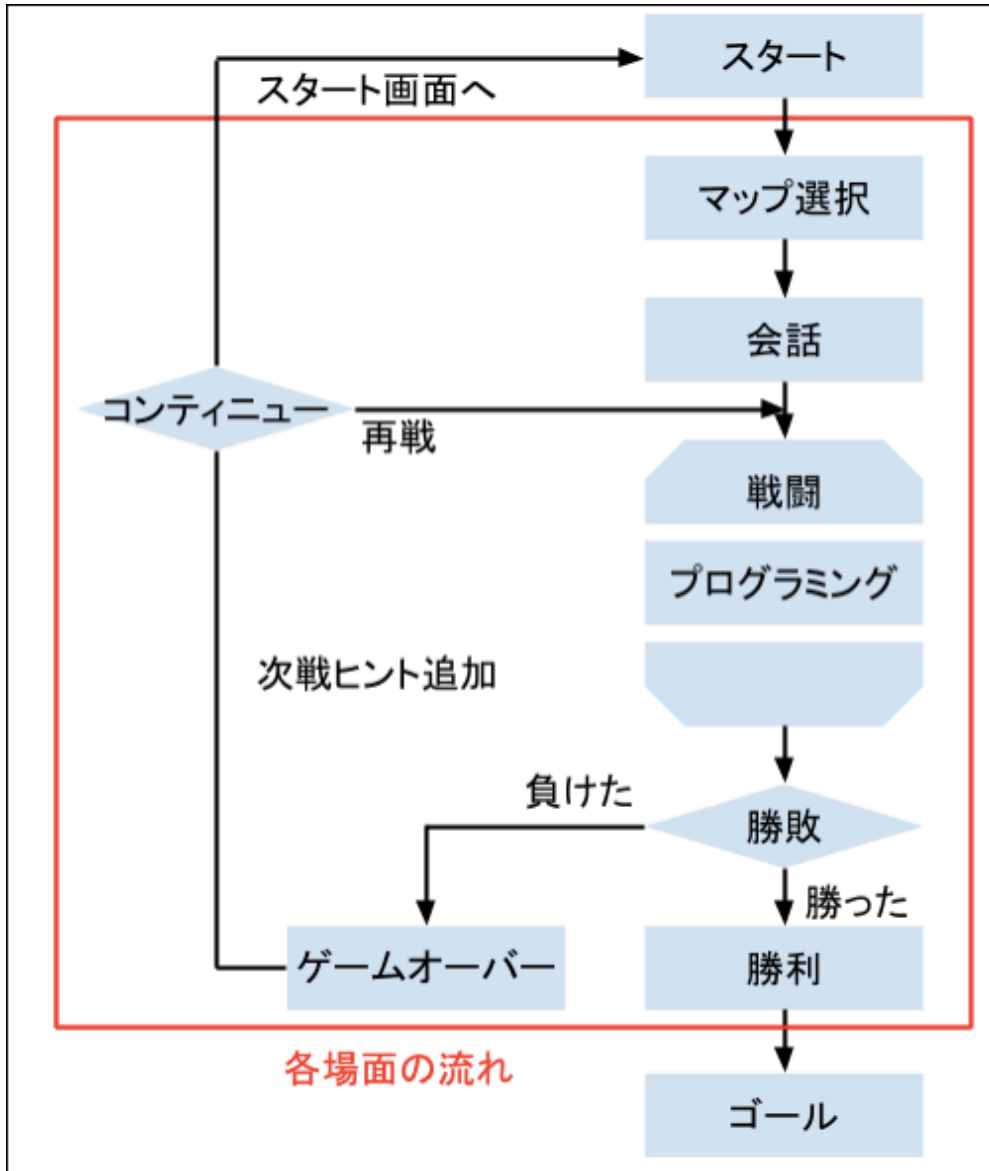 スタート
スタート画面へ
マップ選択
会話
コンティニュー
再戦
戦闘
プログラミング
次戦ヒント追加
負けた
勝敗
勝った
ゲームオーバー
勝利
各場面の流れ
ゴール